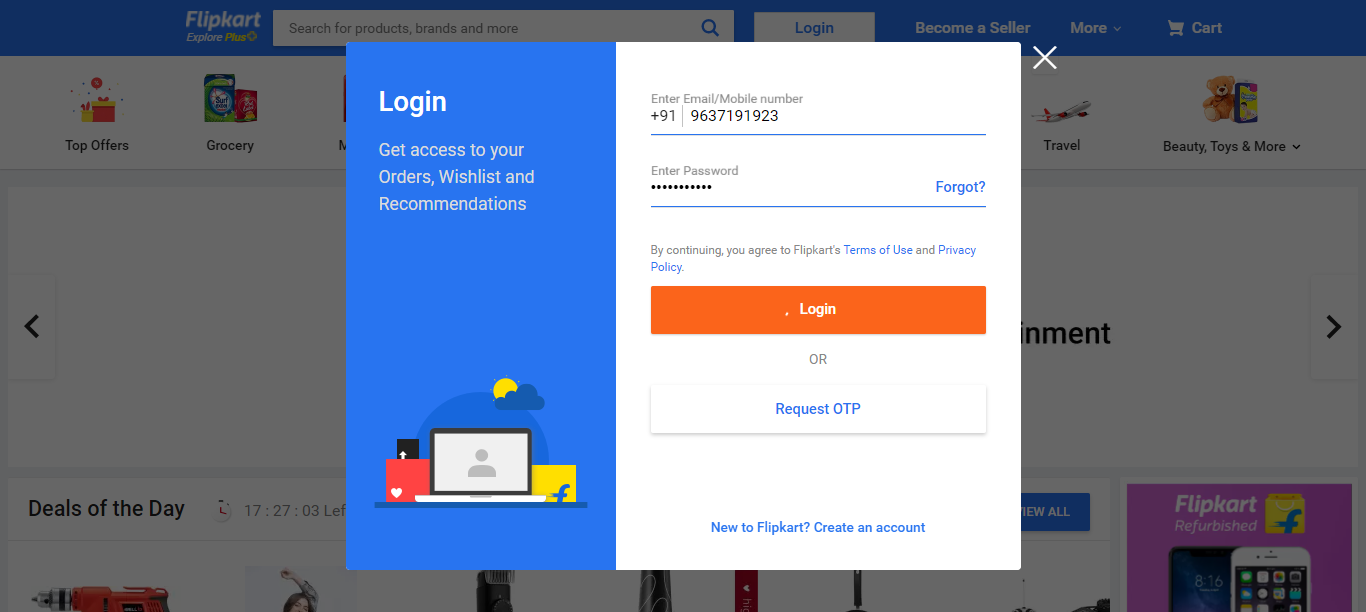 Flipkart
Explore Plus
Search for products, brands and more
Login
Become a Seller
More
Cart
Top Offers
Grocery
M
Travel
Beauty, Toys & More
Login
Get access to your
Orders, Wishlist and
Recommendations
Enter Email/Mobile number
+91 9637191923
Enter Password
•••••••••••
Forgot?
By continuing, you agree to Flipkart's Terms of Use and Privacy
Policy.
Login
OR
Request OTP
New to Flipkart? Create an account
inment
Deals of the Day
17 : 27 : 03 Lef
VIEW ALL
Flipkart
Refurbished
8:16